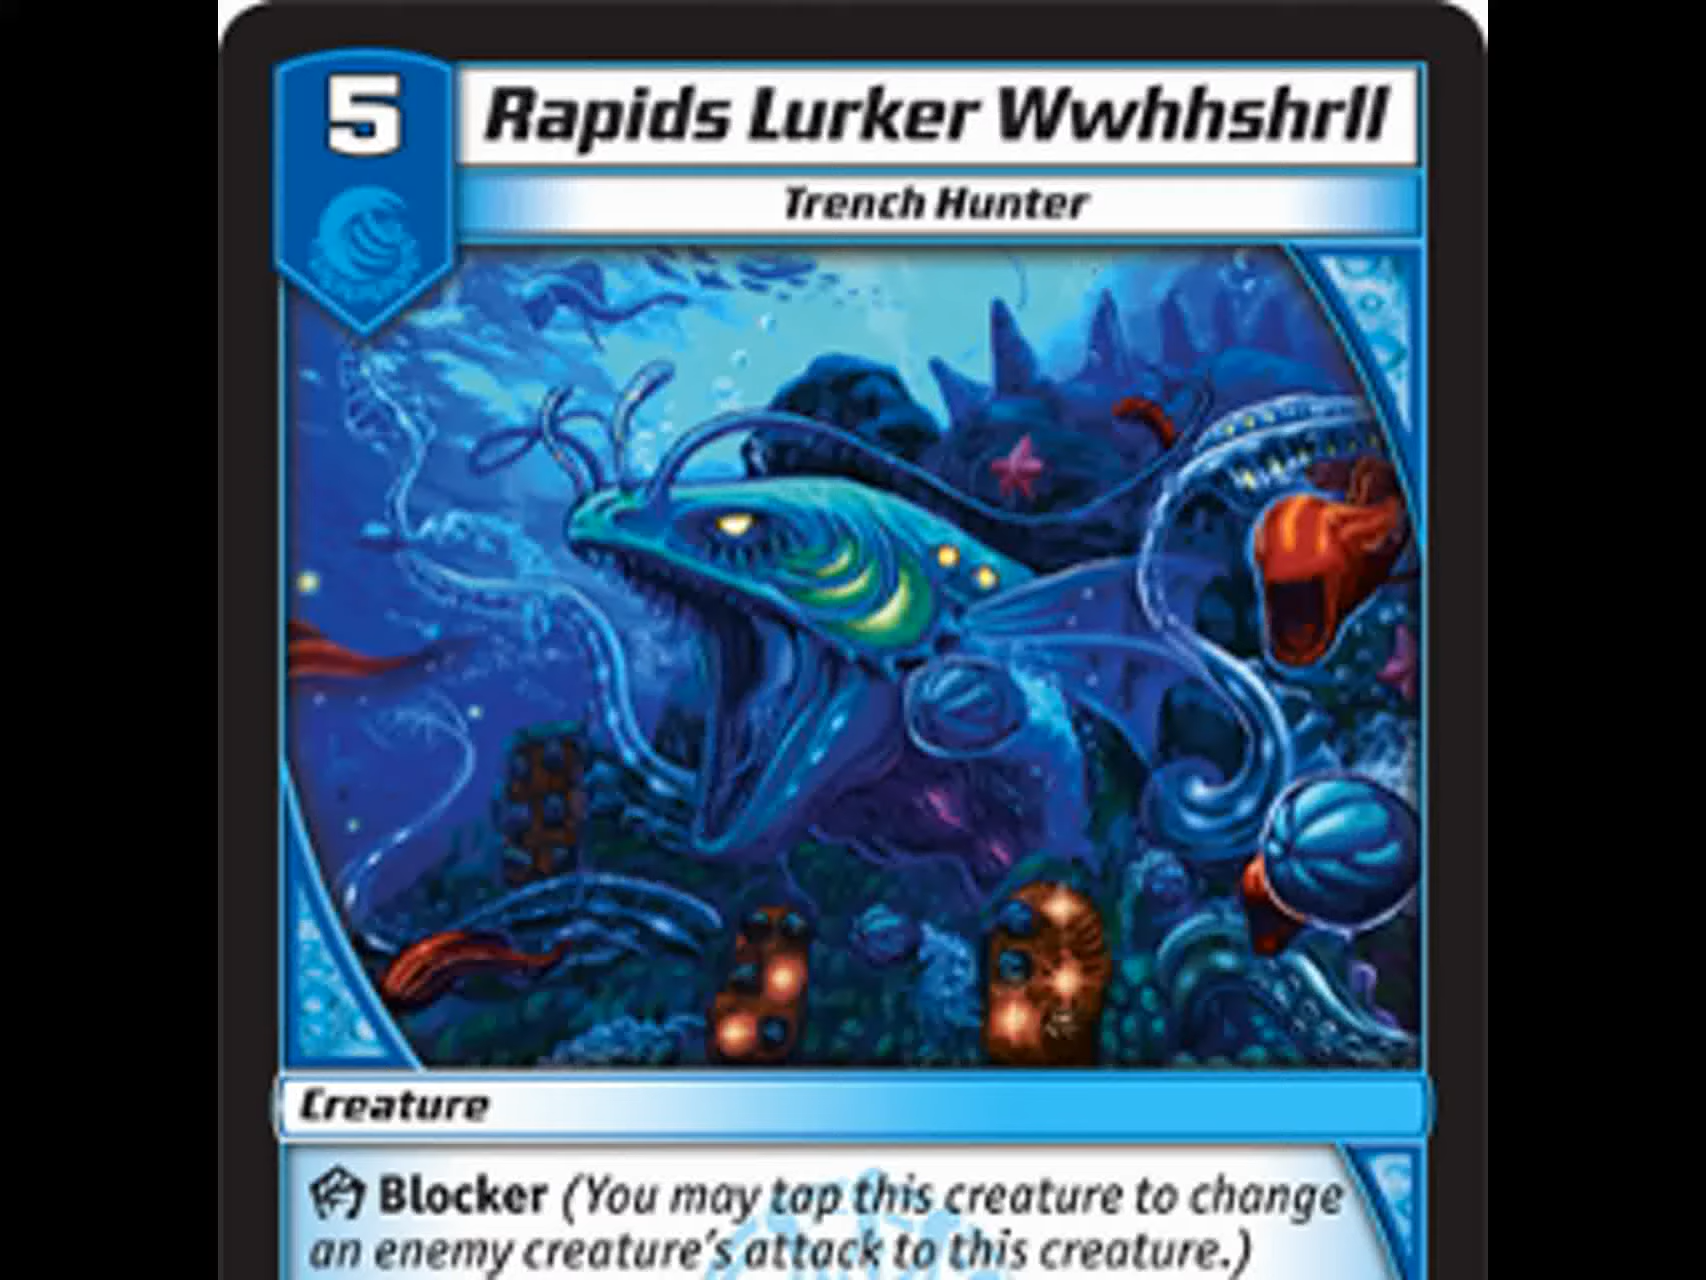 5
Rapids Lurker Wwhhshrll
Trench Hunter
Creature
Blocker (You may tap this creature to change
an enemy creature's attack to this creature.)